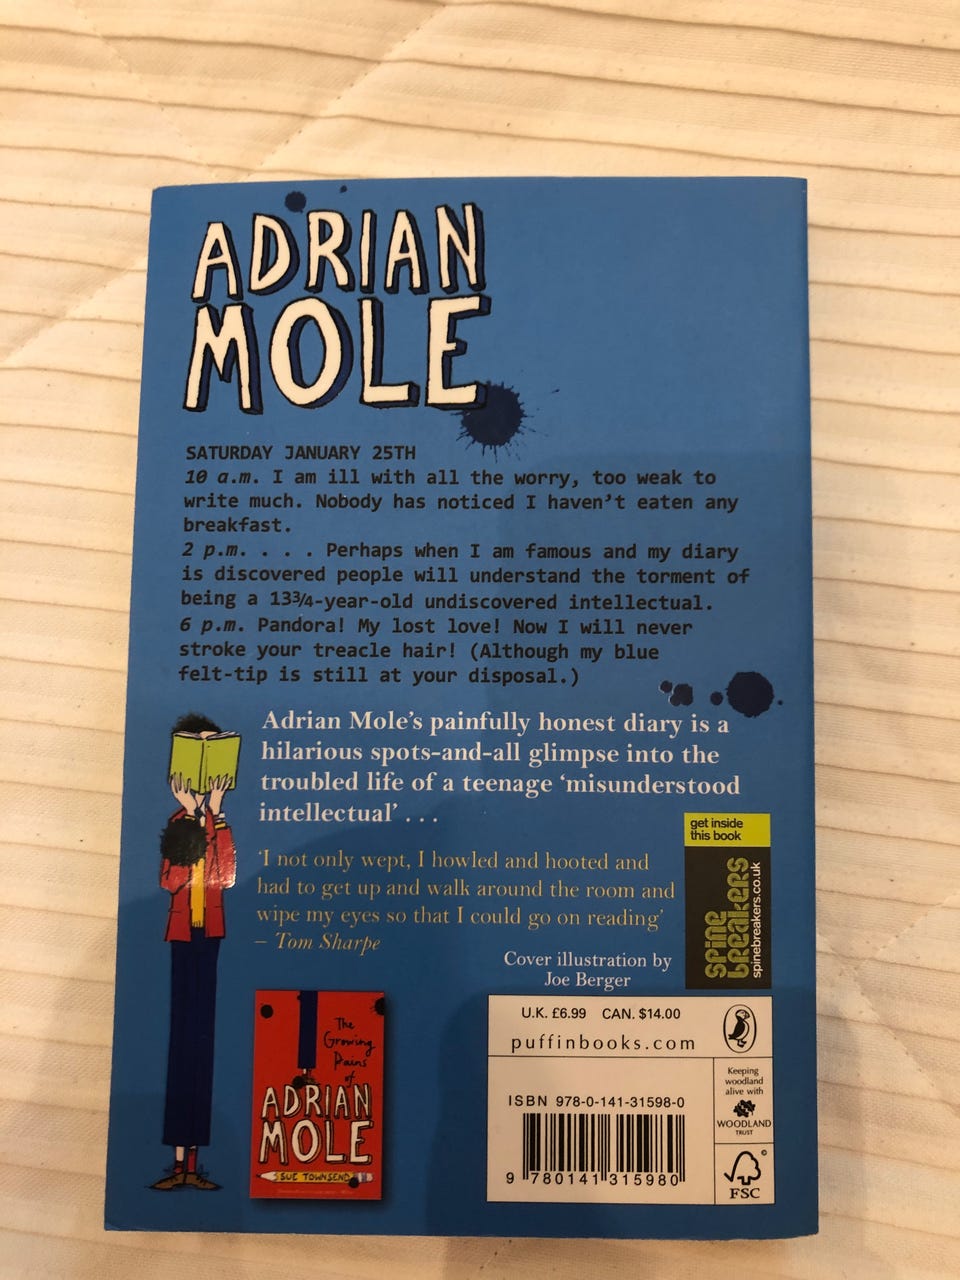 ADRIAN
MOLE
SATURDAY JANUARY 25TH
10 a.m. I am ill with all the worry, too weak to
write much. Nobody has noticed I haven't eaten any
breakfast.
2 p.m. . . . Perhaps when I am famous and my diary
is discovered people will understand the torment of
being a 13¾-year-old undiscovered intellectual.
6 p.m. Pandora! My lost love! Now I will never
stroke your treacle hair! (Although my blue
felt-tip is still at your disposal.)
Adrian Mole's painfully honest diary is a
hilarious spots-and-all glimpse into the
troubled life of a teenage 'misunderstood
intellectual' . . .
'I not only wept, I howled and hooted and
had to get up and walk around the room and
wipe my eyes so that I could go on reading'
– Tom Sharpe
get inside
this book
spine
breakers
spinebreakers.co.uk
Cover illustration by
Joe Berger
The
Growing
Pains
of
ADRIAN
MOLE
SUE TOWNSEND
U.K. £6.99 CAN. $14.00
puffinbooks.com
ISBN 978-0-141-31598-0
9 780141 315980
Keeping
woodland
alive with
WOODLAND
TRUST
©
FSC